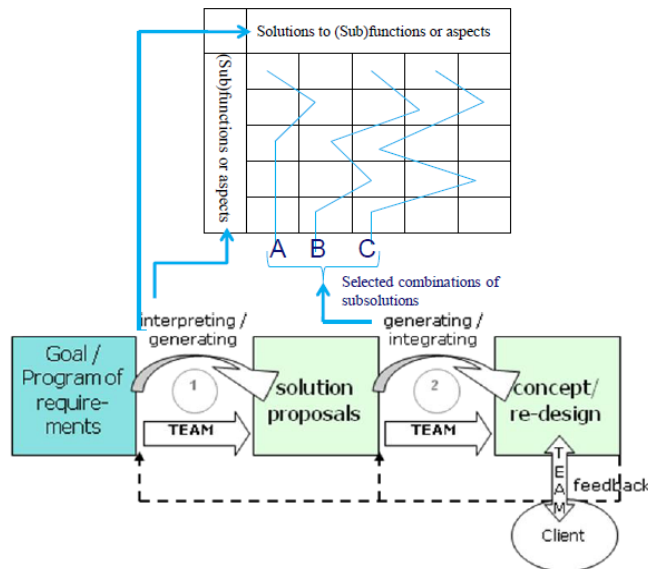 Solutions to (Sub)functions or aspects
(Sub)functions or aspects
A B C
Selected combinations of
subsolutions
interpreting /
generating
generating /
integrating
Goal /
Program of
require-
ments
1
TEAM
solution
proposals
2
TEAM
concept/
re-design
TEAM
feedback
Client